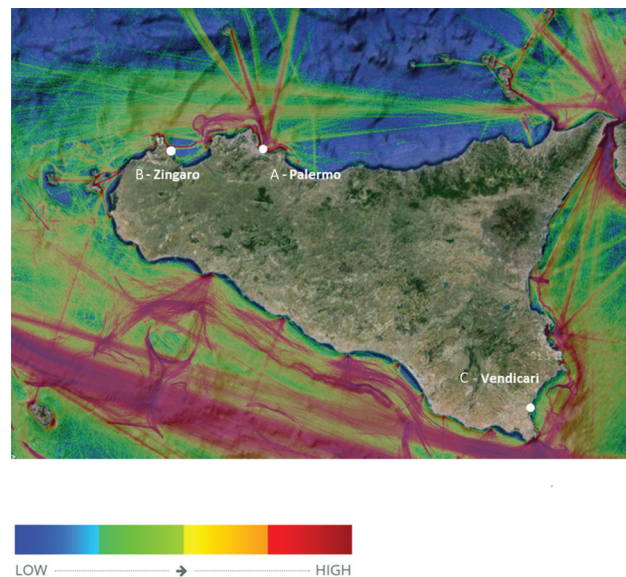 B - Zingaro
A - Palermo
C - Vendicari
LOW → HIGH